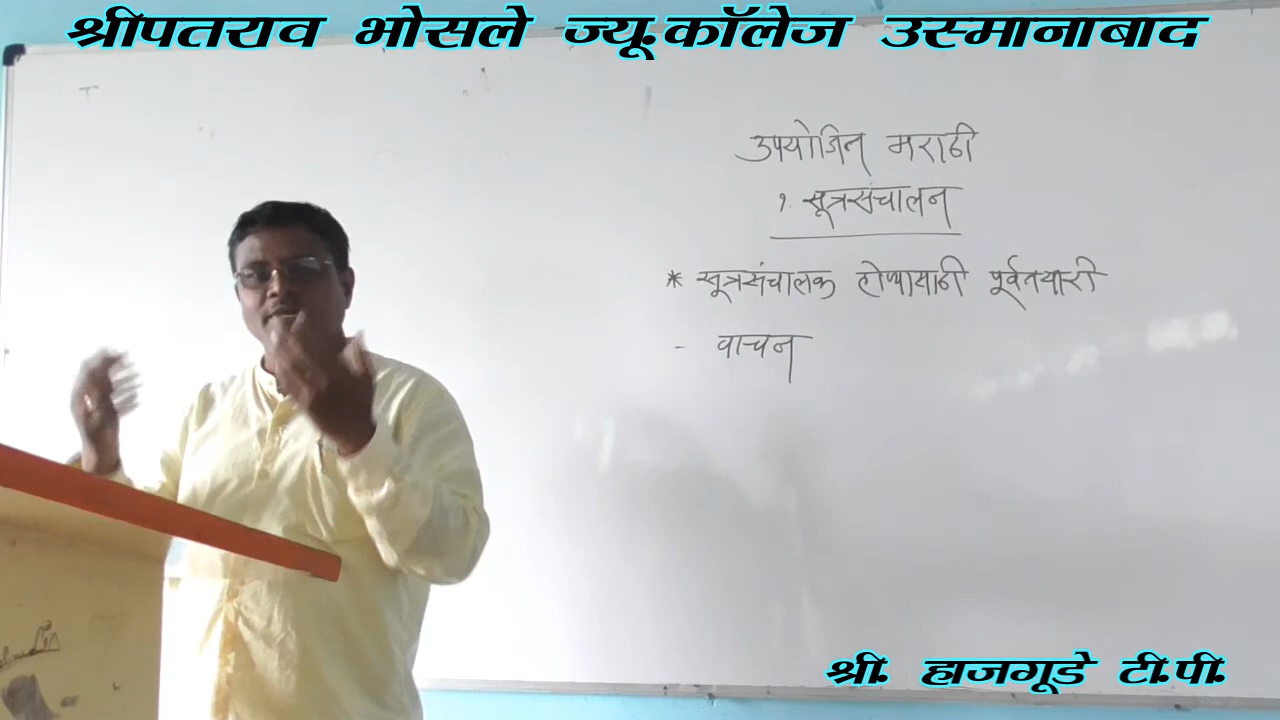 श्रीपतराव भोसले ज्यू.कॉलेज उस्मानाबाद
उपयोजित मराठी
१. सूत्रसंचालन
* सूत्रसंचालक होण्यासाठी पूर्वतयारी
- वाचन
श्री. हाजगूडे टी.पी.